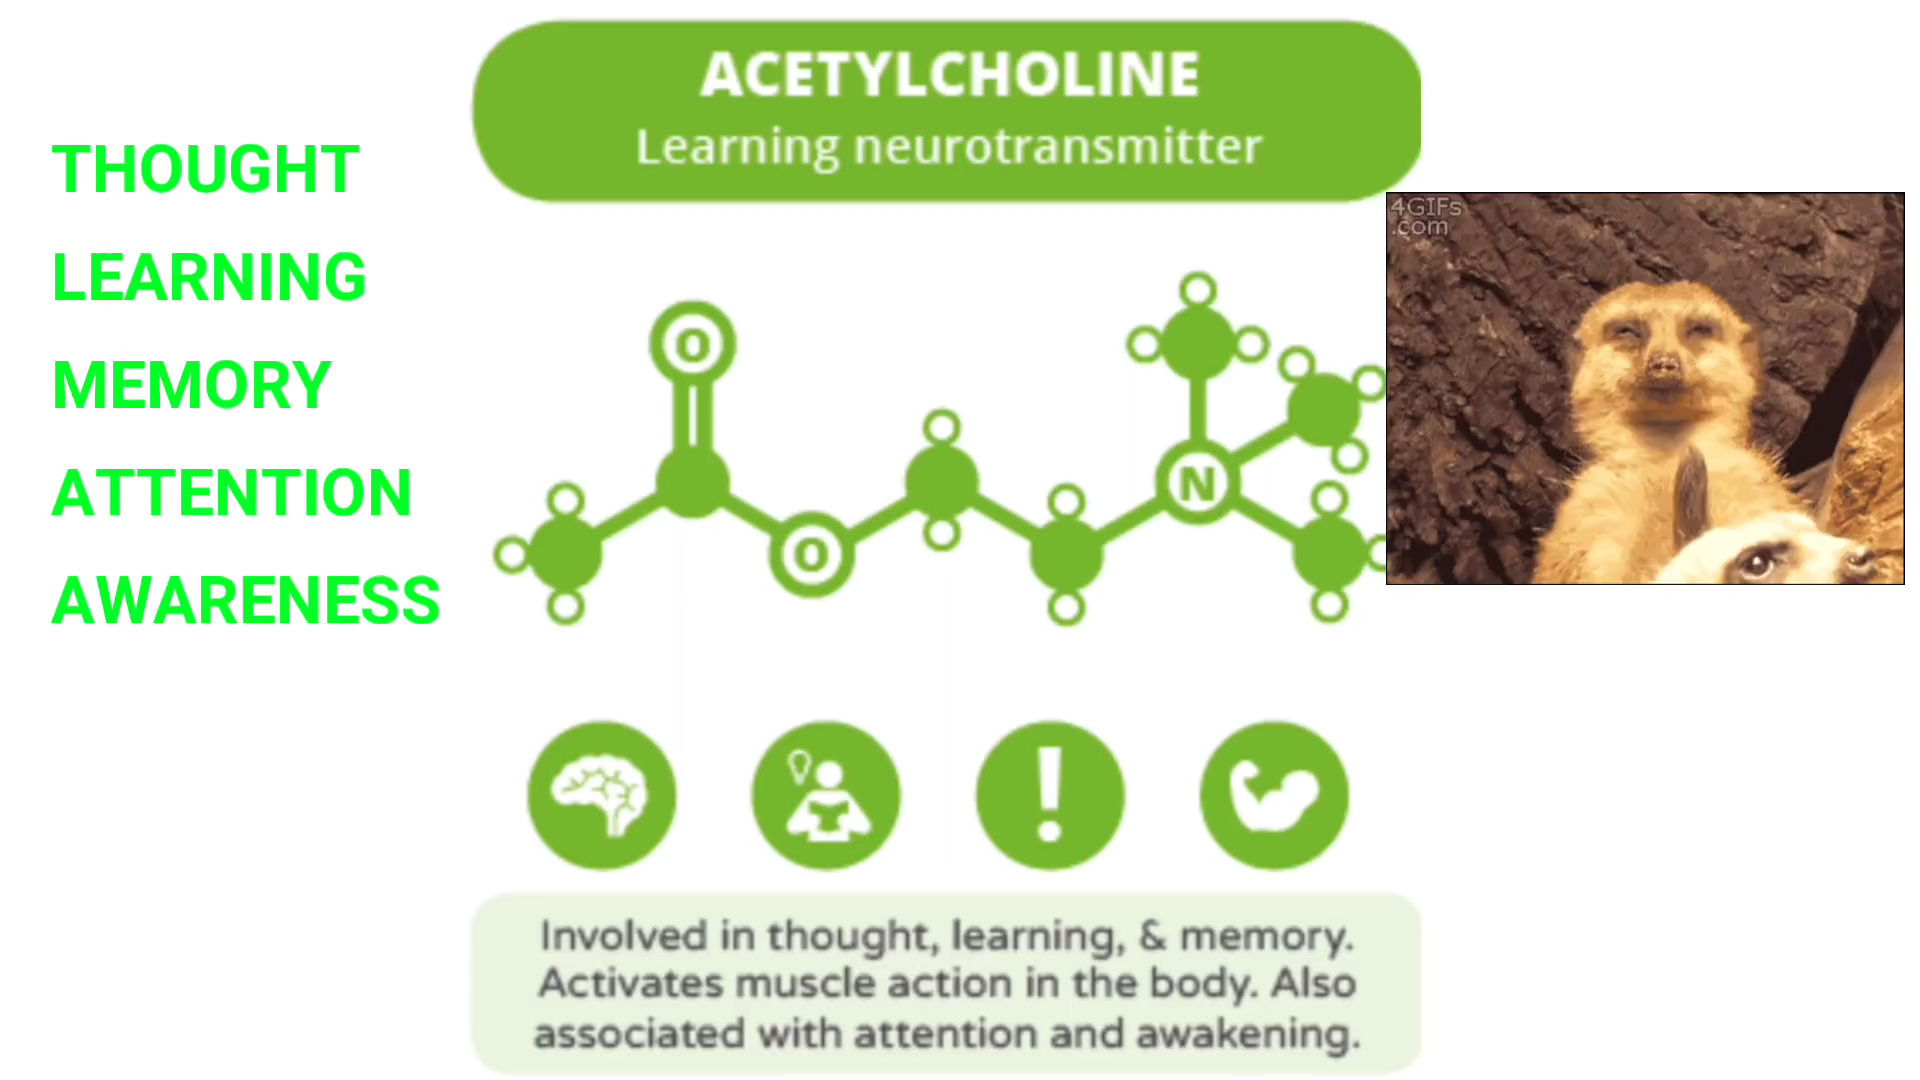 ACETYLCHOLINE
Learning neurotransmitter
THOUGHT
LEARNING
MEMORY
ATTENTION
AWARENESS
4GIFs
.com
O
O
N
!
Involved in thought, learning, & memory.
Activates muscle action in the body. Also
associated with attention and awakening.